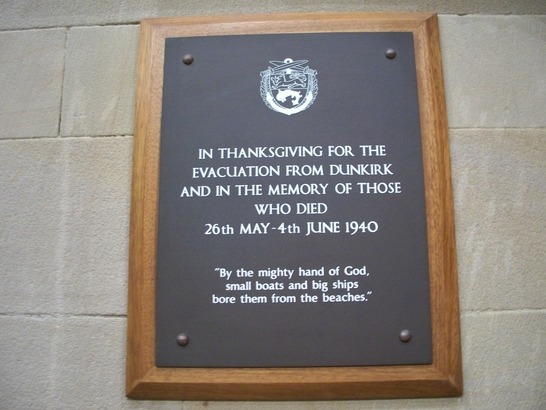 IN THANKSGIVING FOR THE
EVACUATION FROM DUNKIRK
AND IN THE MEMORY OF THOSE
WHO DIED
26th MAY-4th JUNE 1940
"By the mighty hand of God,
small boats and big ships
bore them from the beaches."